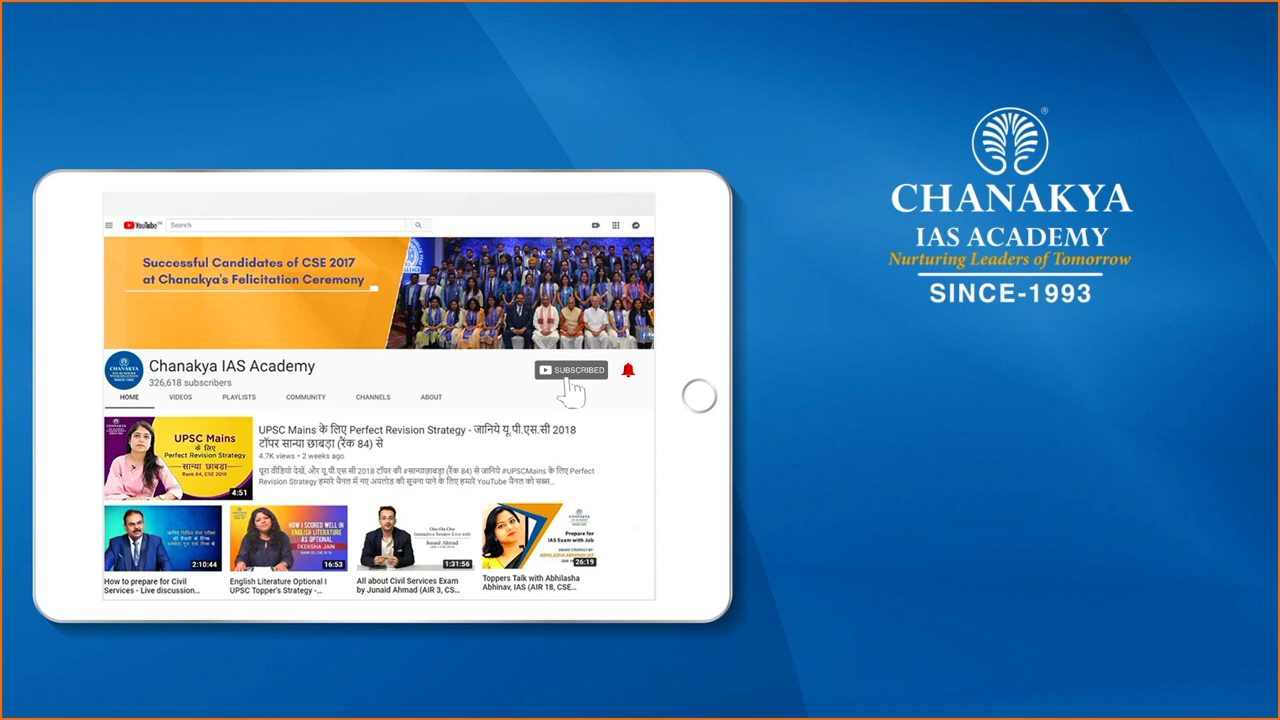 CHANAKYA
IAS ACADEMY
Nurturing Leaders of Tomorrow
SINCE-1993
YouTube
Search
Successful Candidates of CSE 2017
at Chanakya's Felicitation Ceremony
Chanakya IAS Academy
326,618 subscribers
SUBSCRIBED
HOME VIDEOS PLAYLISTS COMMUNITY CHANNELS ABOUT
UPSC Mains
के लिए
Perfect Revision Strategy
सान्या छाबड़ा
Rank 84, CSE 2018
4:51
UPSC Mains के लिए Perfect Revision Strategy - जानिये यू.पी.एस.सी 2018
टॉपर सान्या छाबड़ा (रैंक 84) से
4.7K views • 2 weeks ago
पूरा वीडियो देखें, और यू.पी.एस.सी 2018 टॉपर की #सान्याछाबड़ा (रैंक 84) से जानिये #UPSCMains के लिए Perfect
Revision Strategy हमारे चैनल में नए अपलोड की सूचना पाने के लिए हमारे YouTube चैनल को सब्स...
2:10:44
How to prepare for Civil
Services - Live discussion...
HOW I SCORED WELL IN
ENGLISH LITERATURE
AS OPTIONAL
DEEKSHA JAIN
16:53
English Literature Optional I
UPSC Topper's Strategy -...
One-On-One
Interactive Session Live with
Junaid Ahmad
1:31:56
All about Civil Services Exam
by Junaid Ahmad (AIR 3, CS...
Prepare for
IAS Exam with Job
ABHILASHA ABHINAV IAS
26:19
Toppers Talk with Abhilasha
Abhinav, IAS (AIR 18, CSE...